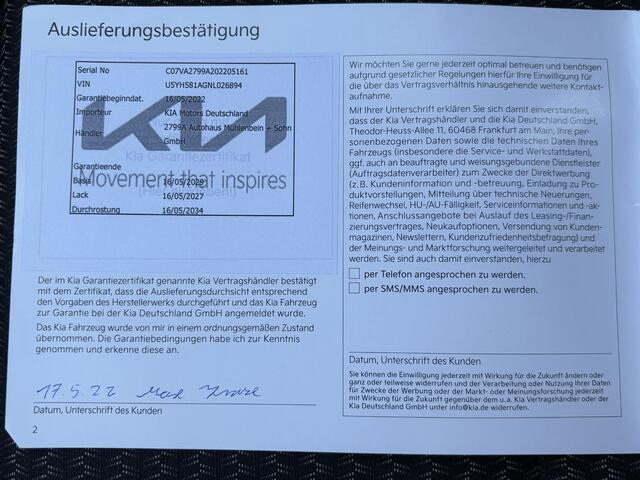 Auslieferungsbestätigung
Serial No C07VA2799A202205161
VIN U5YH581AGNL026894
Garantiebeginndat. 16/05/2022
Importeur KIA Motors Deutschland
Händler 2799A Autohaus Mühlenbein + Sohn
GmbH
KIA
Kia Garantiezertifikat
Garantieende
Movement that inspires
Basis 16/05/2029
Lack 16/05/2027
Durchrostung 16/05/2034
Der im Kia Garantiezertifikat genannte Kia Vertragshändler bestätigt
mit dem Zertifikat, dass die Auslieferungsdurchsicht entsprechend
den Vorgaben des Herstellerwerks durchgeführt und das Kia Fahrzeug
zur Garantie bei der Kia Deutschland GmbH angemeldet wurde.
Das Kia Fahrzeug wurde von mir in einem ordnungsgemäßen Zustand
übernommen. Die Garantiebedingungen habe ich zur Kenntnis
genommen und erkenne diese an.
17.5.22
Datum, Unterschrift des Kunden
2
Wir möchten Sie gerne jederzeit optimal betreuen und benötigen
aufgrund gesetzlicher Regelungen hierfür Ihre Einwilligung für
die über das Vertragsverhältnis hinausgehende weitere Kontakt-
aufnahme.
Mit Ihrer Unterschrift erklären Sie sich damit einverstanden,
dass der Kia Vertragshändler und die Kia Deutschland GmbH,
Theodor-Heuss-Allee 11, 60468 Frankfurt am Main, Ihre per-
sonenbezogenen Daten sowie die technischen Daten Ihres
Fahrzeugs (insbesondere die Service- und Werkstattdaten),
ggf. auch an beauftragte und weisungsgebundene Dienstleister
(Auftragsdatenverarbeiter) zum Zwecke der Direktwerbung
(z. B. Kundeninformation und -betreuung, Einladung zu Pro-
duktvorstellungen, Mitteilung über technische Neuerungen,
Reifenwechsel, HU-/AU-Fälligkeit, Serviceinformationen und -ak-
tionen, Anschlussangebote bei Auslauf des Leasing-/Finan-
zierungsvertrages, Neukaufoptionen, Versendung von Kunden-
magazinen, Newslettern, Kundenzufriedenheitsbefragung) und
der Meinungs- und Marktforschung weitergeleitet und verarbeitet
werden. Sie sind auch damit einverstanden, hierzu
per Telefon angesprochen zu werden.
per SMS/MMS angesprochen zu werden.
Datum, Unterschrift des Kunden
Sie können die Einwilligung jederzeit mit Wirkung für die Zukunft ändern oder
ganz oder teilweise widerrufen und der Verarbeitung oder Nutzung Ihrer Daten
für Zwecke der Werbung oder der Markt- oder Meinungsforschung jederzeit
mit Wirkung für die Zukunft gegenüber dem u. a. Kia Vertragshändler oder der
Kia Deutschland GmbH unter info@kia.de widerrufen.